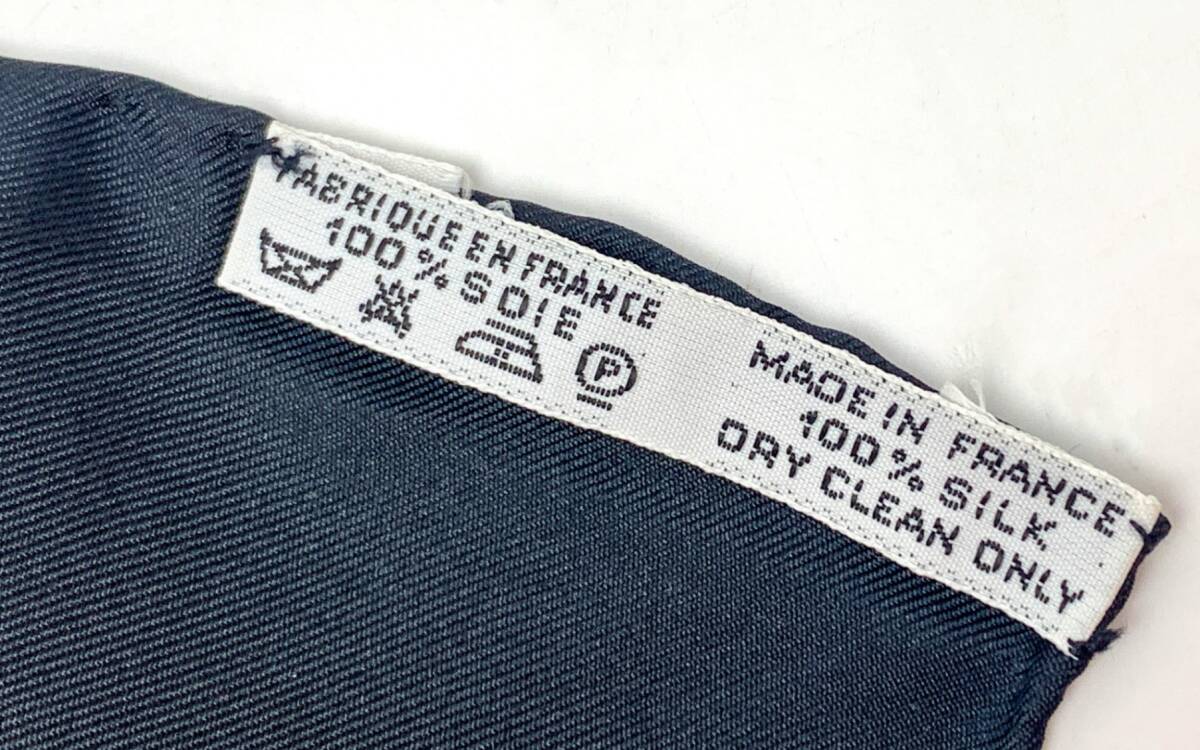 FABRIQUE EN FRANCE
100% SOIE
P
MADE IN FRANCE
100% SILK
DRY CLEAN ONLY